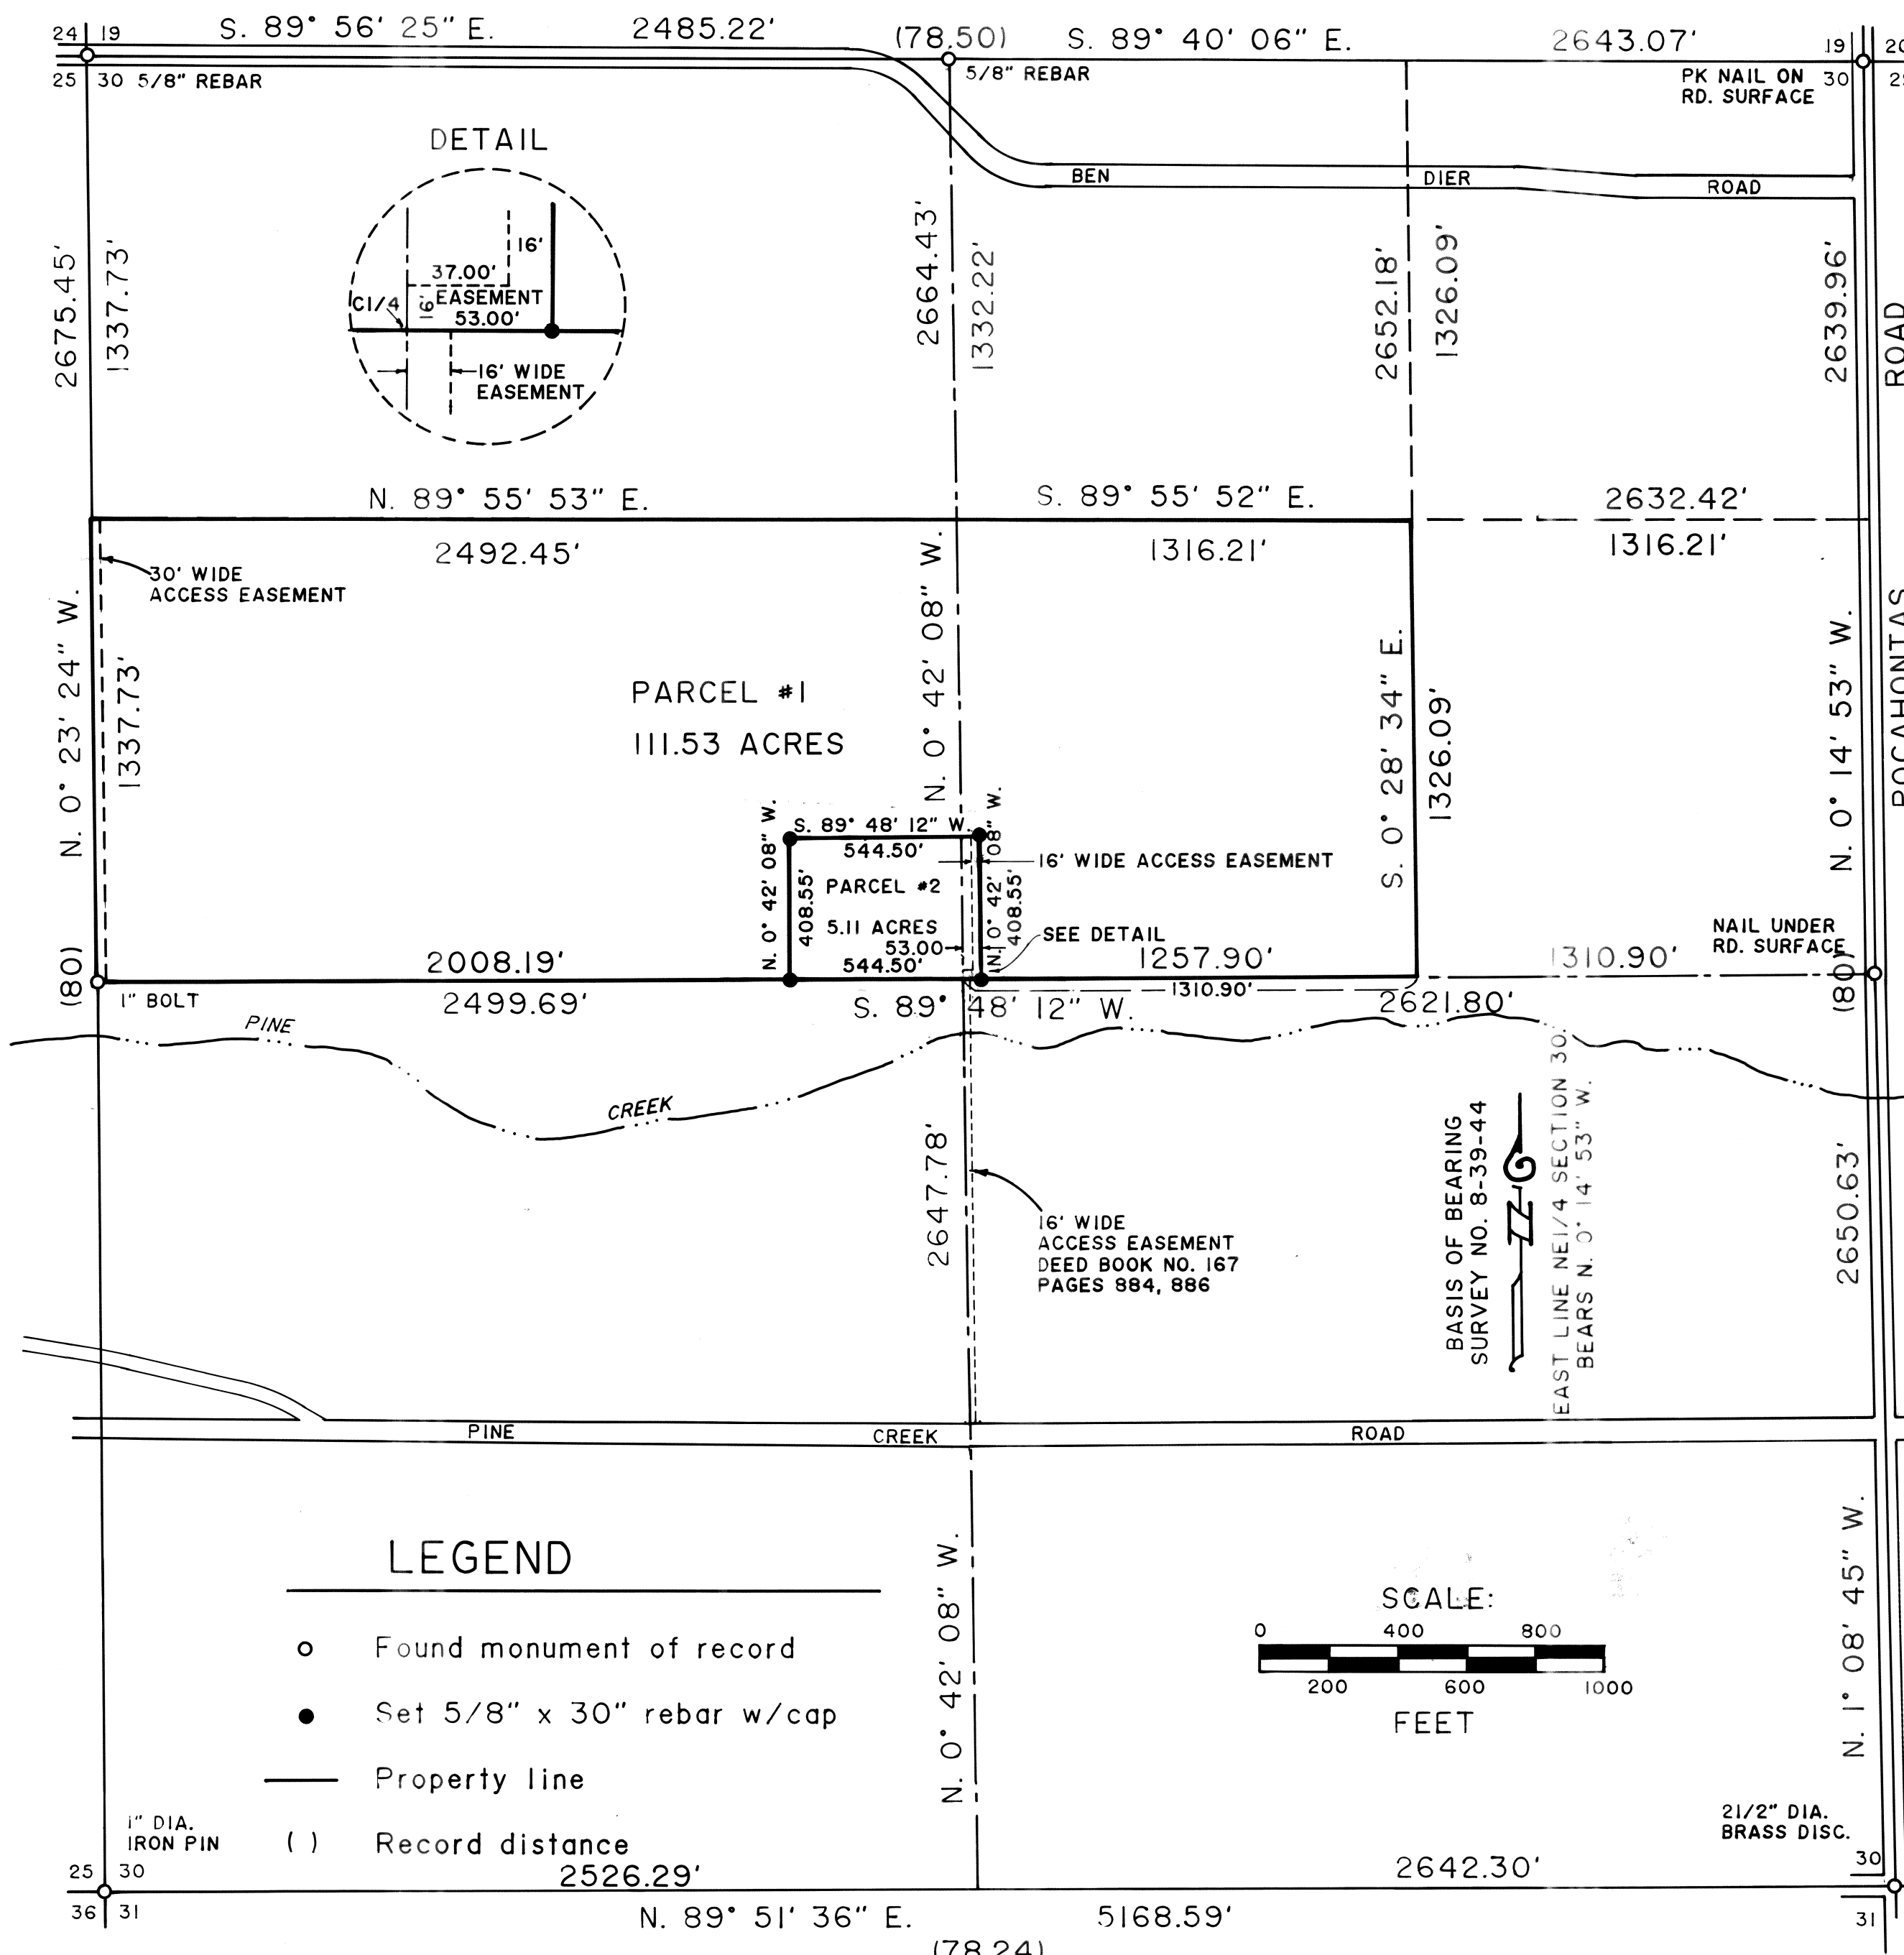 S. 89° 56' 25" E. 2485.22' (78.50) S. 89° 40' 06" E. 2643.07'
24 19
25 30 5/8" REBAR
5/8" REBAR
19 20
30
PK NAIL ON
RD. SURFACE
DETAIL
16'
37.00'
16' EASEMENT
C1/4
53.00'
16' WIDE
EASEMENT
BEN DIER ROAD
2675.45'
1337.73'
2664.43'
1332.22'
2652.18'
1326.09'
2639.96'
ROAD
POCAHONTAS
N. 89° 55' 53" E. S. 89° 55' 52" E. 2632.42'
2492.45' 1316.21' 1316.21'
30' WIDE
ACCESS EASEMENT
N. 0° 23' 24" W.
1337.73'
PARCEL #1
111.53 ACRES
N. 0° 42' 08" W.
S. 0° 28' 34" E.
1326.09'
N. 0° 14' 53" W.
S. 89° 48' 12" W.
544.50'
N. 0° 42' 08" W.
408.55'
PARCEL #2
5.11 ACRES
53.00
544.50'
N. 0° 42' 08" W.
408.55'
16' WIDE ACCESS EASEMENT
SEE DETAIL
NAIL UNDER
RD. SURFACE
(80)
2008.19' 1257.90' 1310.90'
(80)
1" BOLT
2499.69' S. 89° 48' 12" W. 1310.90' 2621.80'
PINE
CREEK
2647.78'
16' WIDE
ACCESS EASEMENT
DEED BOOK NO. 167
PAGES 884, 886
BASIS OF BEARING
SURVEY NO. 8-39-44
N
EAST LINE NE1/4 SECTION 30
BEARS N. 0° 14' 53" W.
2650.63'
PINE CREEK ROAD
LEGEND
Found monument of record
Set 5/8" x 30" rebar w/cap
Property line
( ) Record distance
N. 0° 42' 08" W.
SCALE:
0 400 800
200 600 1000
FEET
N. 1° 08' 45" W.
1" DIA.
IRON PIN
21/2" DIA.
BRASS DISC.
25 30
36 31
30
31
2526.29' 2642.30'
N. 89° 51' 36" E. 5168.59'
(78.24)